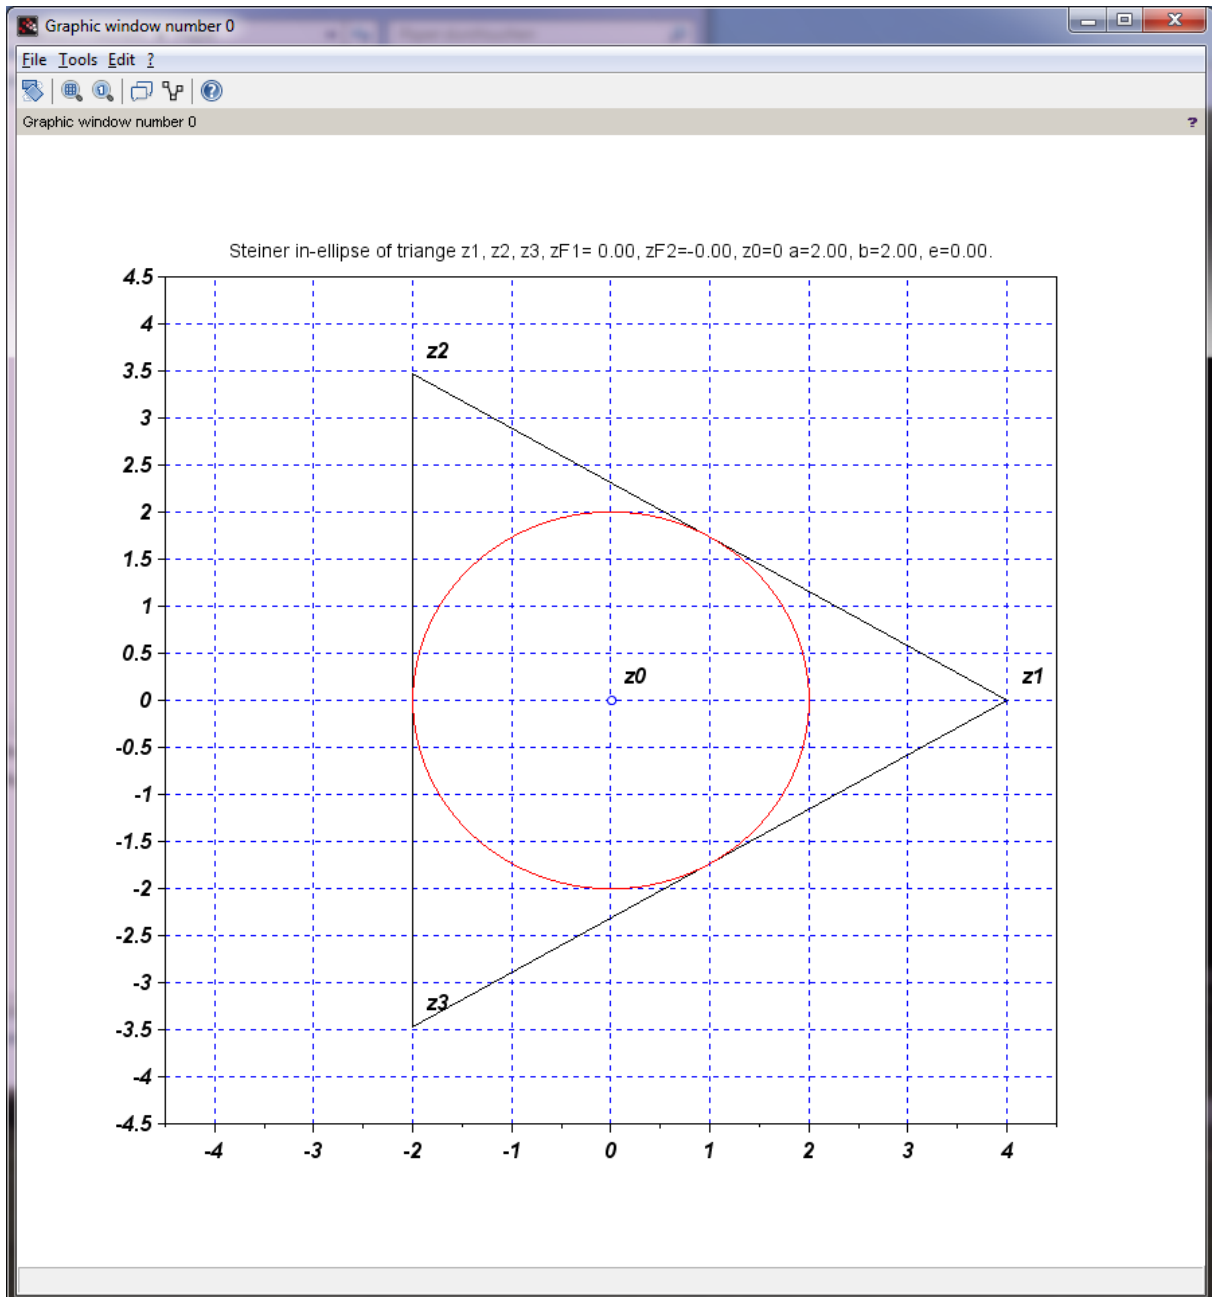 Graphic window number 0
File Tools Edit ?
Graphic window number 0 ?
Steiner in-ellipse of triange z1, z2, z3, zF1= 0.00, zF2=-0.00, z0=0 a=2.00, b=2.00, e=0.00.
4.5
4
z2
3.5
3
2.5
2
1.5
1
0.5
z0
z1
0
-0.5
-1
-1.5
-2
-2.5
-3
z3
-3.5
-4
-4.5
-4 -3 -2 -1 0 1 2 3 4